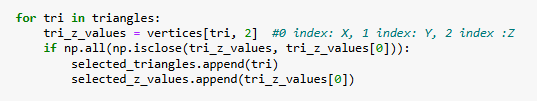 for tri in triangles:
    tri_z_values = vertices[tri, 2]  #0 index: X, 1 index: Y, 2 index :Z
    if np.all(np.isclose(tri_z_values, tri_z_values[0])):
        selected_triangles.append(tri)
        selected_z_values.append(tri_z_values[0])